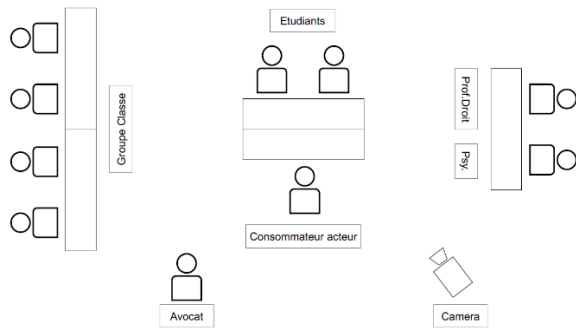 Etudiants
Groupe Classe
Prof.Droit
Psy.
Consommateur acteur
Avocat
Camera